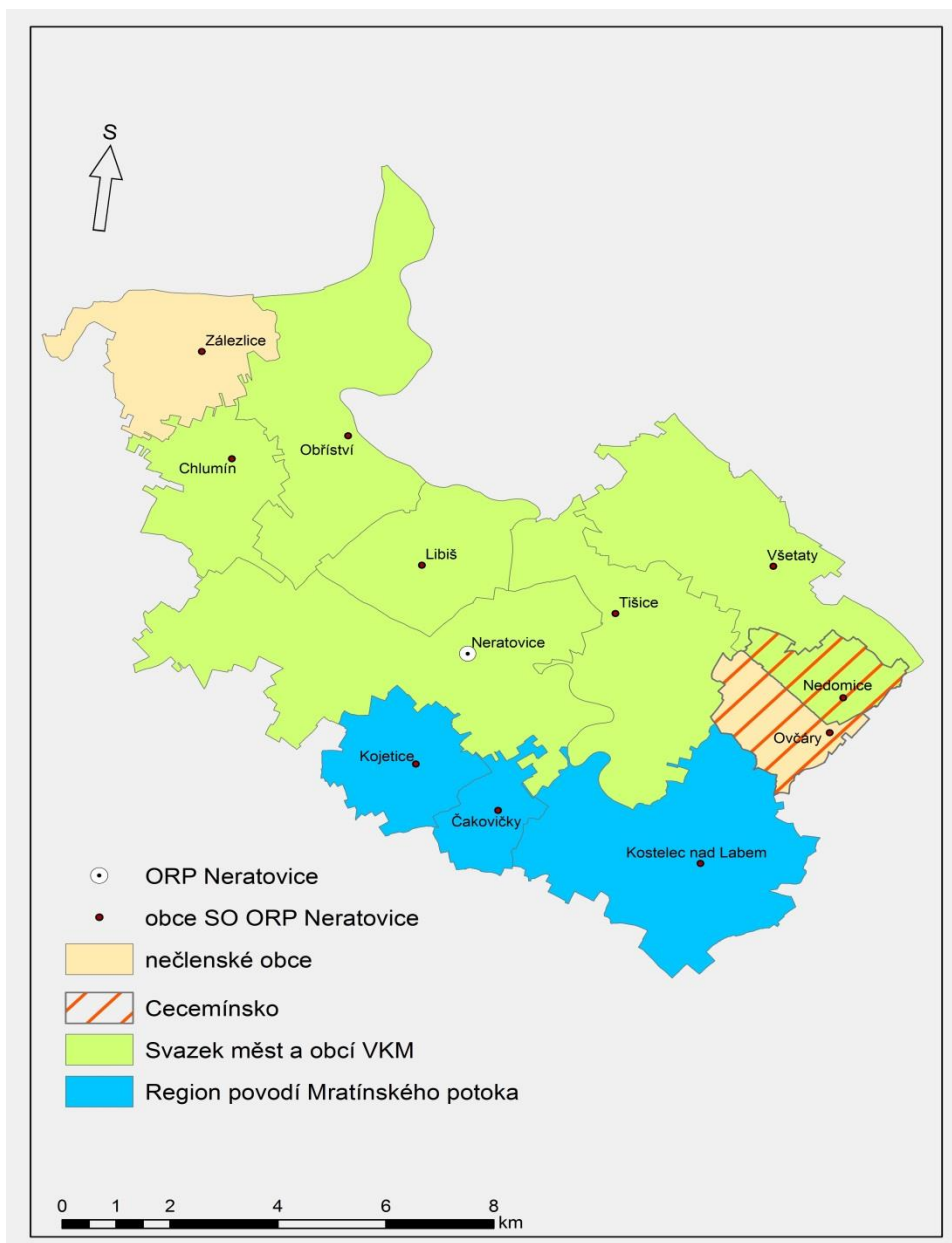 S
Zálezlice
Obříství
Chlumín
Libiš
Všetaty
Tišice
Neratovice
Nedomice
Ovčáry
Kojetice
Čakovičky
Kostelec nad Labem
ORP Neratovice
obce SO ORP Neratovice
nečlenské obce
Cecemínsko
Svazek měst a obcí VKM
Region povodí Mratínského potoka
0 1 2 4 6 8
km